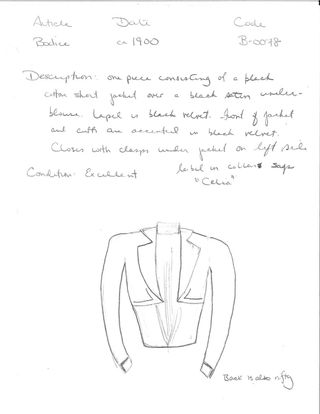 Article Date Code
Bodice ca 1900 B-0078
Description: one piece consisting of a black
cotton short jacket over a black satin under-
blouse. Lapel is black velvet. front of jacket
and cuffs are accented in black velvet.
Closes with clasps under jacket on left side
label in collar says
Condition: Excellent
Back is also nifty